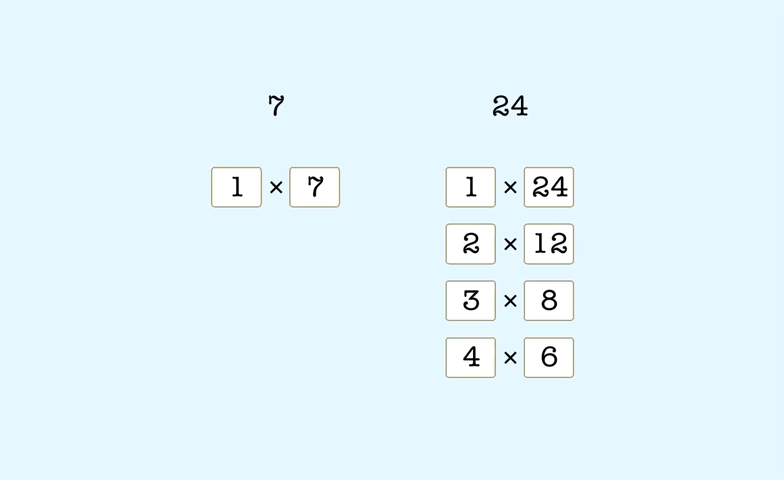 7 24
1 × 7 1 × 24
2 × 12
3 × 8
4 × 6